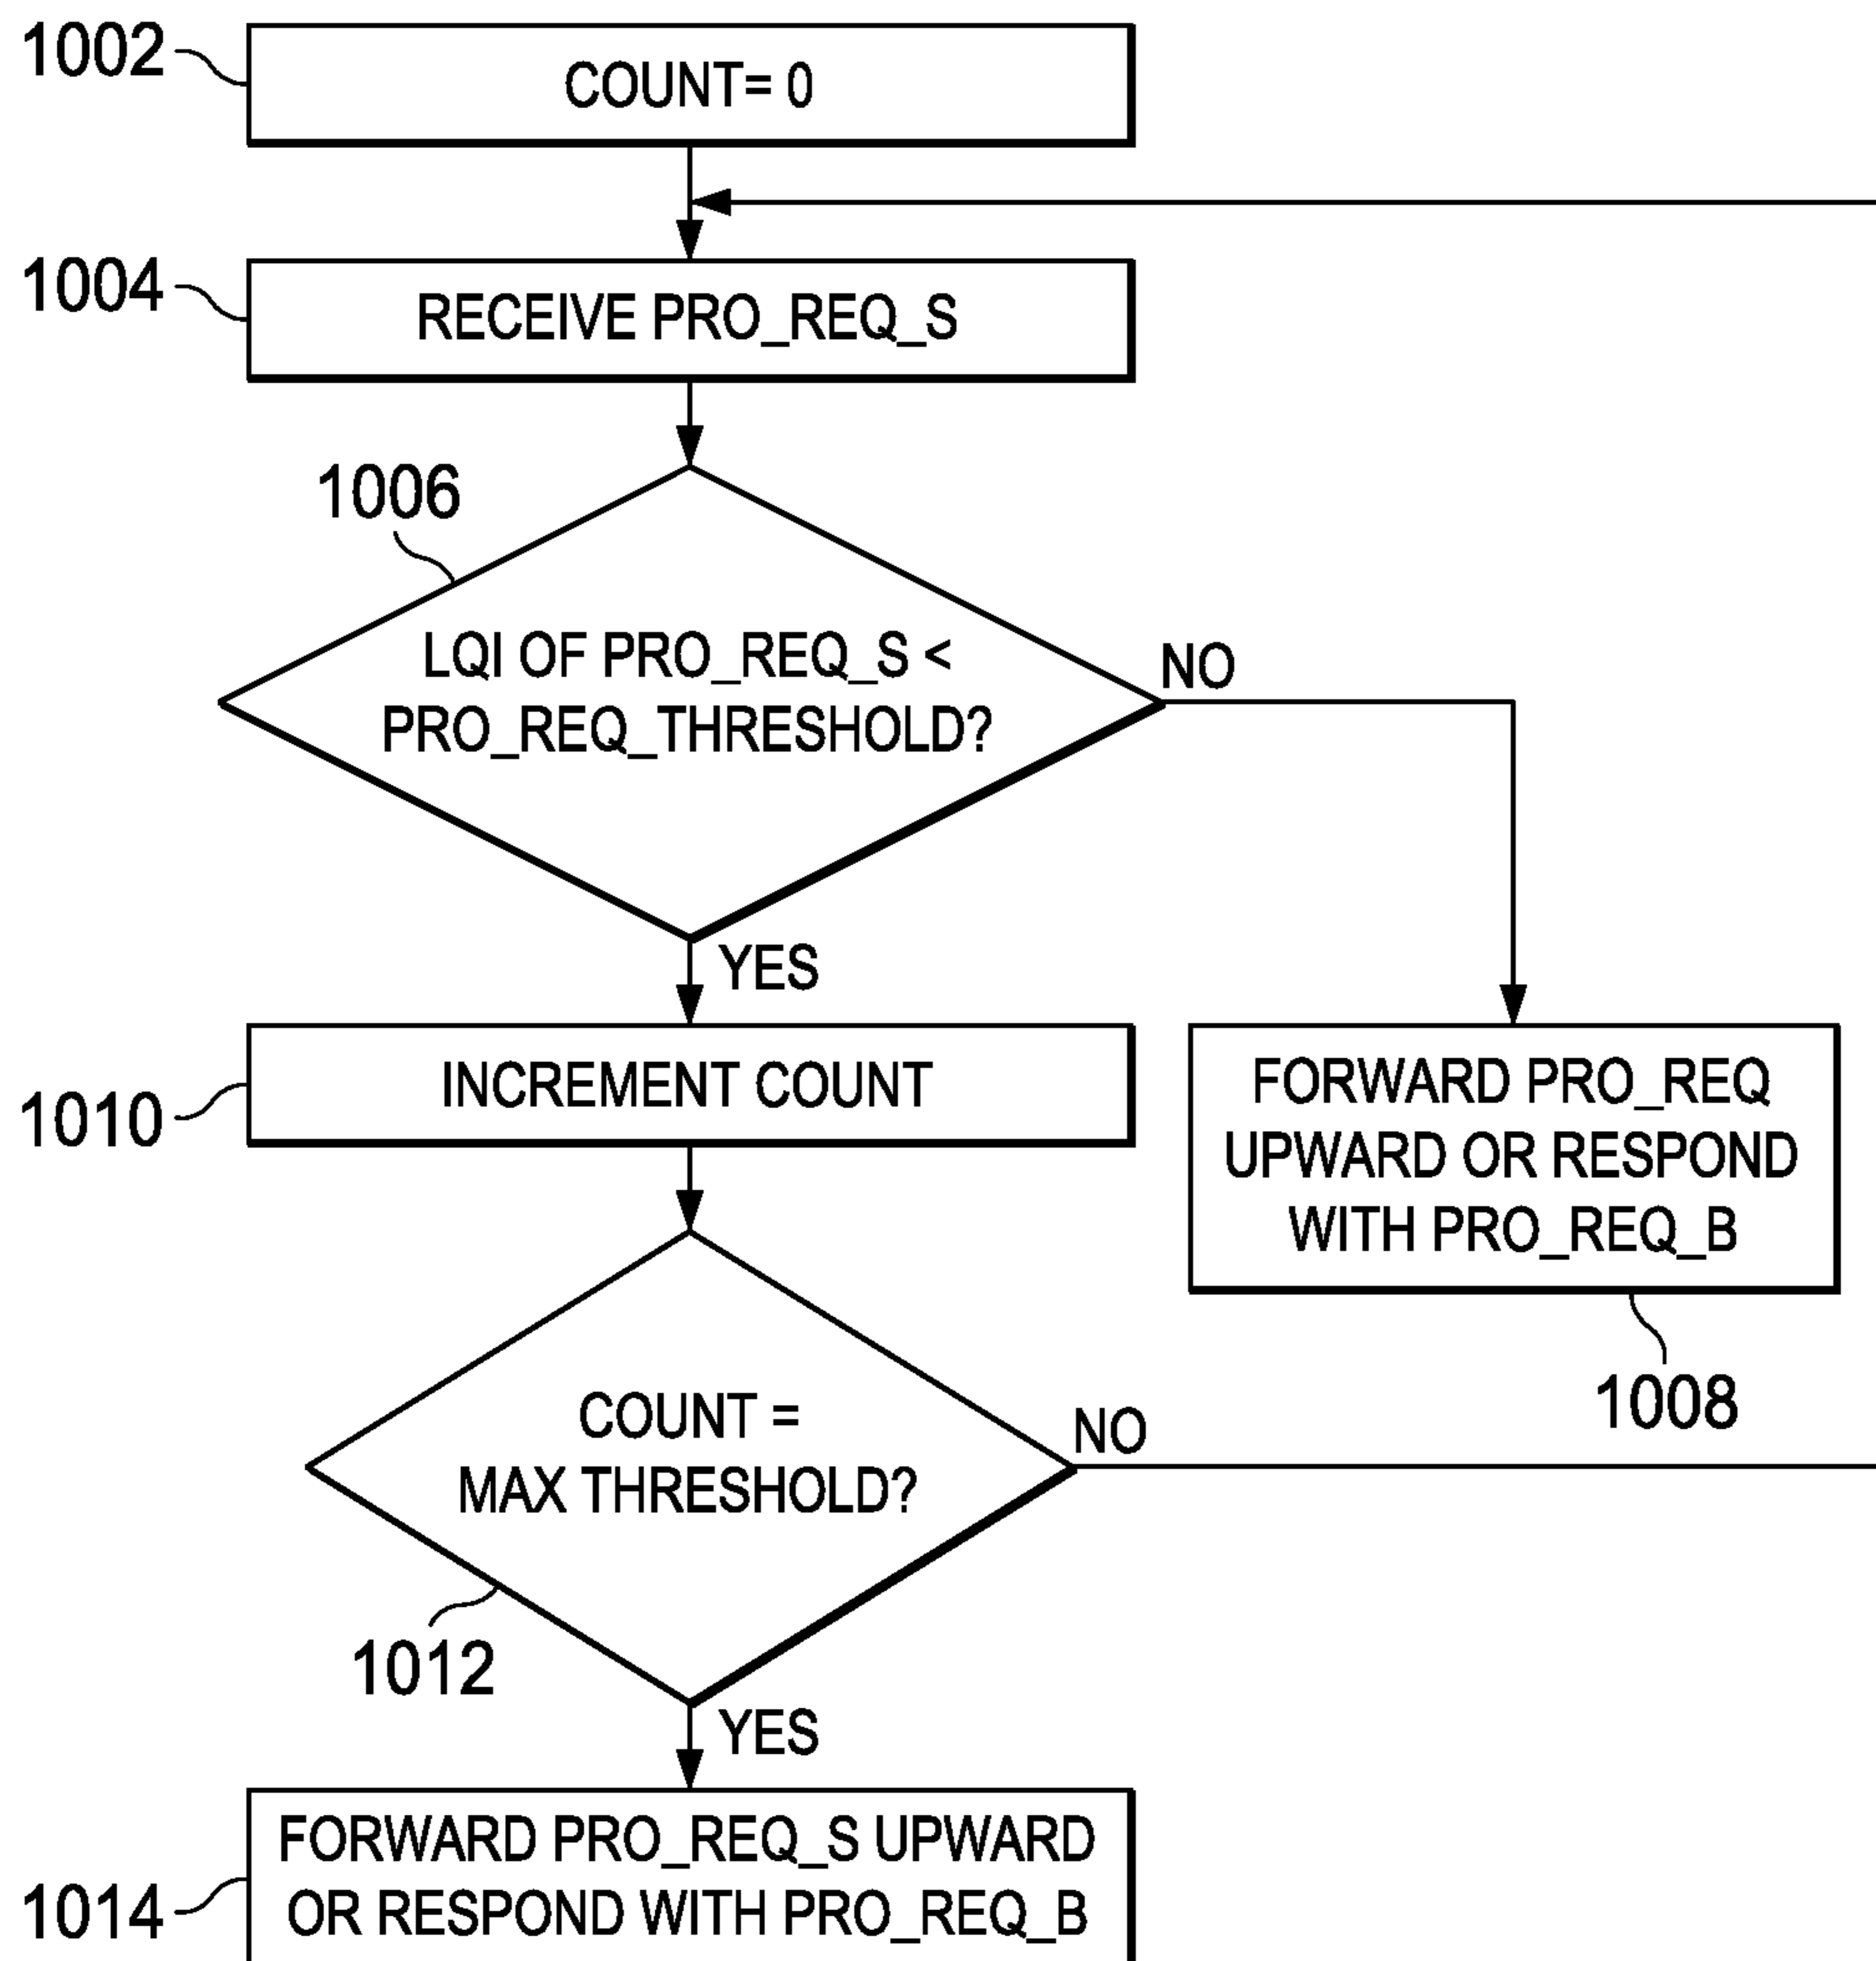 1002
COUNT= 0
1004
RECEIVE PRO_REQ_S
1006
LQI OF PRO_REQ_S <
PRO_REQ_THRESHOLD?
NO
YES
1010
INCREMENT COUNT
FORWARD PRO_REQ
UPWARD OR RESPOND
WITH PRO_REQ_B
1008
COUNT =
MAX THRESHOLD?
NO
1012
YES
1014
FORWARD PRO_REQ_S UPWARD
OR RESPOND WITH PRO_REQ_B